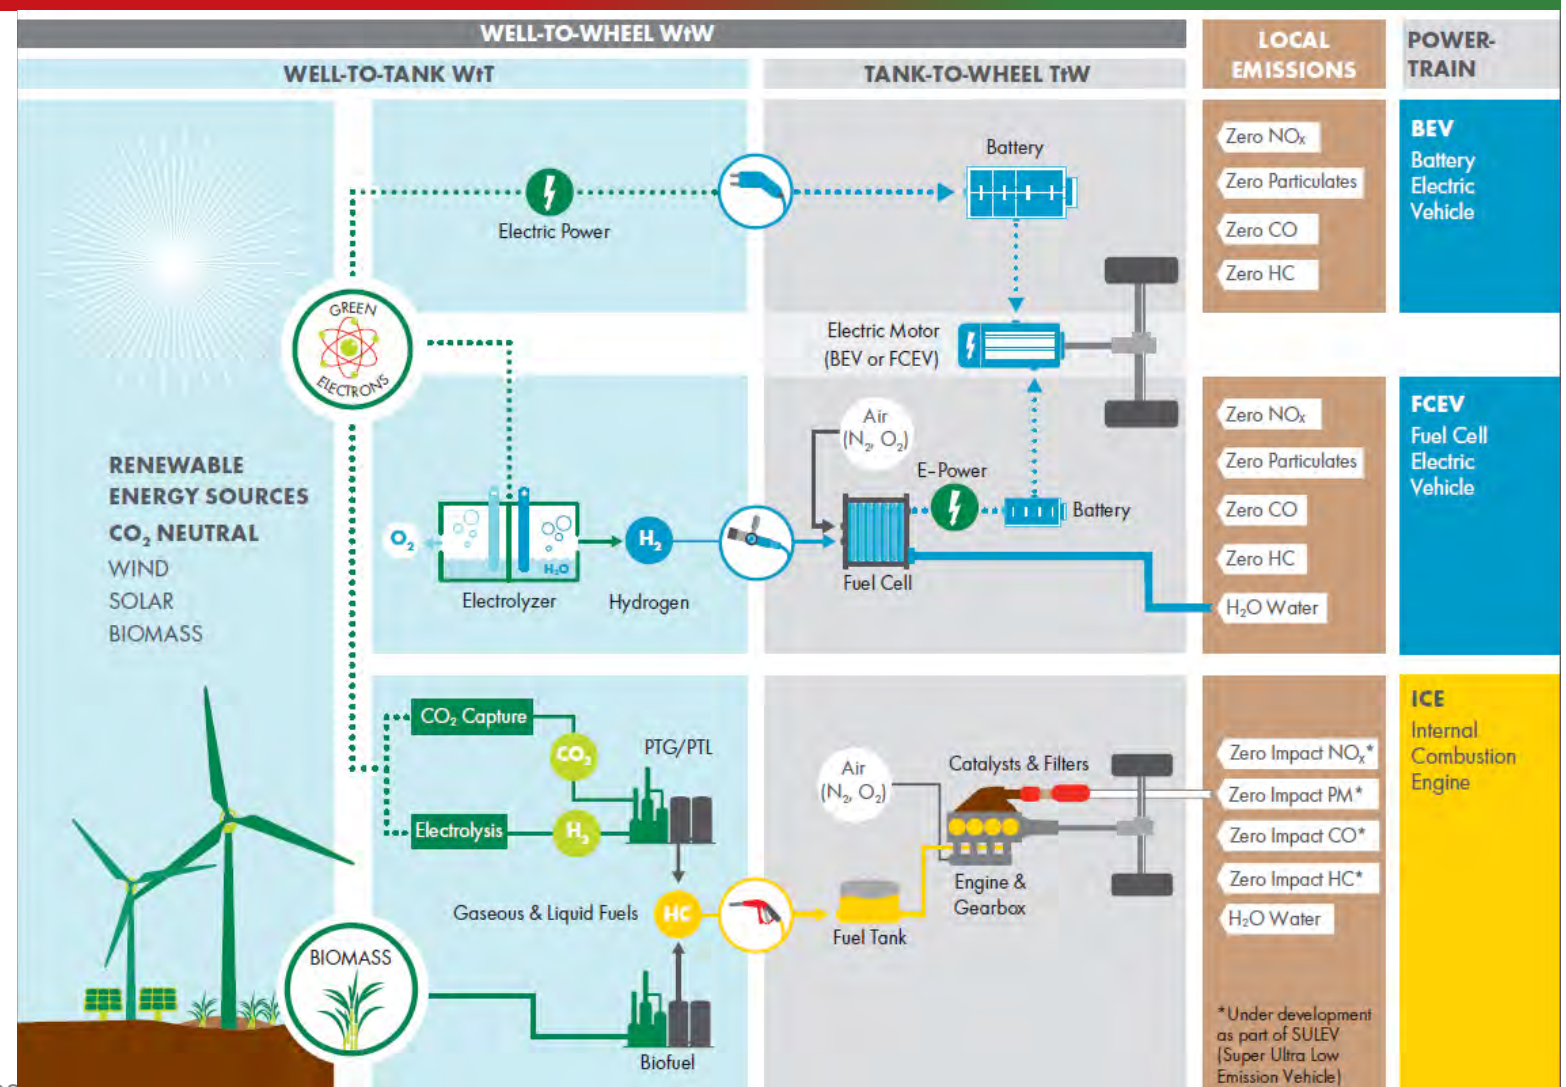 WELL-TO-WHEEL WtW
LOCAL
EMISSIONS
POWER-
TRAIN
WELL-TO-TANK WtT
TANK-TO-WHEEL TtW
Electric Power
Battery
Zero NOx
Zero Particulates
Zero CO
Zero HC
BEV
Battery
Electric
Vehicle
GREEN
ELECTRONS
Electric Motor
(BEV or FCEV)
RENEWABLE
ENERGY SOURCES
CO₂ NEUTRAL
WIND
SOLAR
BIOMASS
O₂
H₂O
Electrolyzer
H₂
Hydrogen
Air
(N₂, O₂)
E-Power
Battery
Fuel Cell
Zero NOx
Zero Particulates
Zero CO
Zero HC
H₂O Water
FCEV
Fuel Cell
Electric
Vehicle
CO₂ Capture
CO₂
PTG/PTL
Electrolysis
H₂
Gaseous & Liquid Fuels
HC
BIOMASS
Biofuel
Air
(N₂, O₂)
Catalysts & Filters
Engine &
Gearbox
Fuel Tank
Zero Impact NOx*
Zero Impact PM*
Zero Impact CO*
Zero Impact HC*
H₂O Water
*Under development
as part of SULEV
(Super Ultra Low
Emission Vehicle)
ICE
Internal
Combustion
Engine